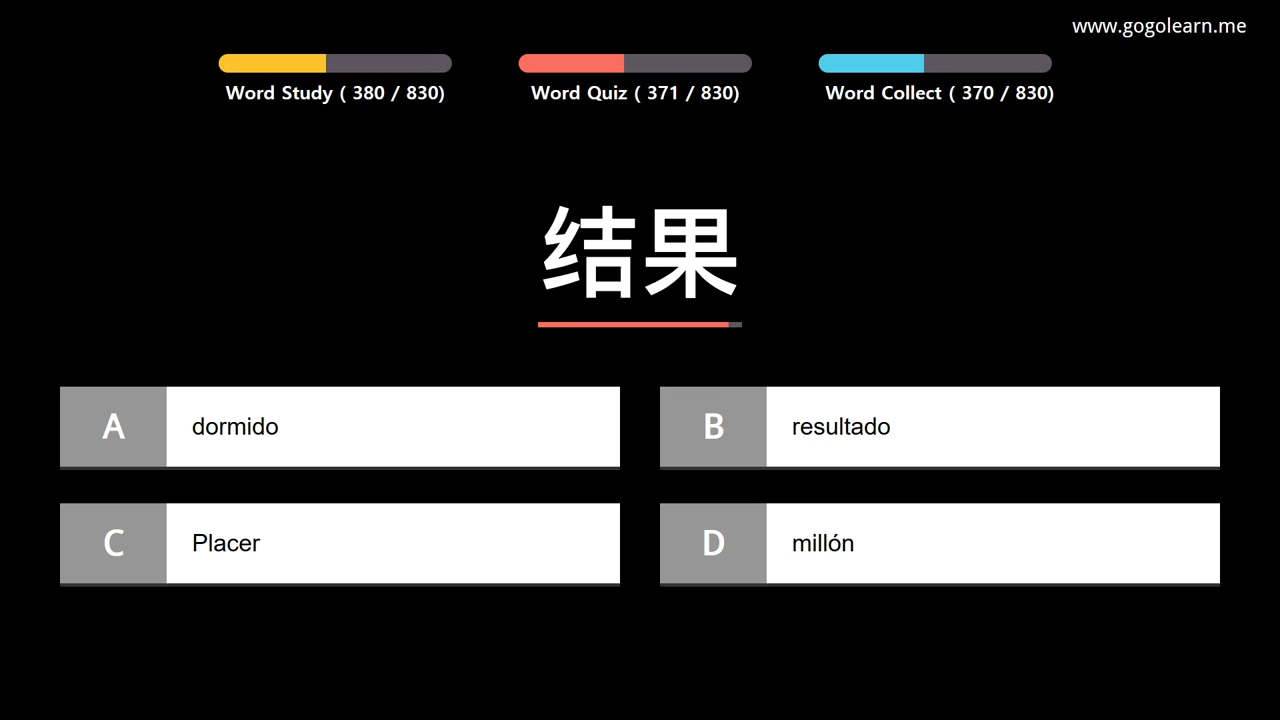 www.gogolearn.me
Word Study ( 380 / 830)
Word Quiz ( 371 / 830)
Word Collect ( 370 / 830)
结果
A dormido
B resultado
C Placer
D millón